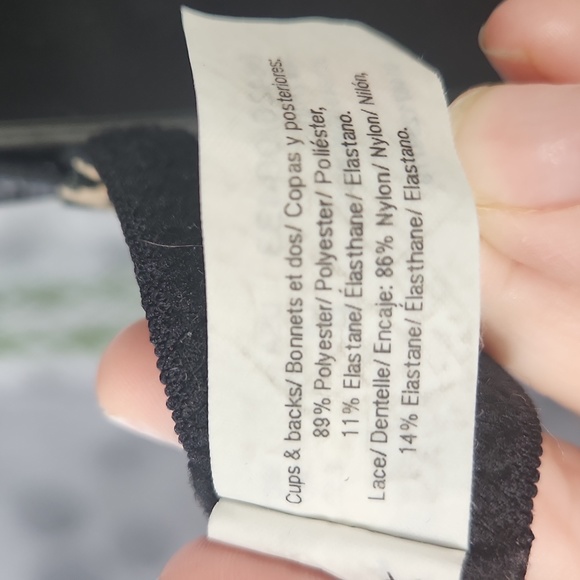 Cups & backs/ Bonnets et dos/ Copas y posteriores:
89% Polyester/ Polyester/ Poliéster,
11% Elastane/ Élasthane/ Elastano.
Lace/ Dentelle/ Encaje: 86% Nylon/ Nylon/ Nilón,
14% Elastane/ Élasthane/ Elastano.